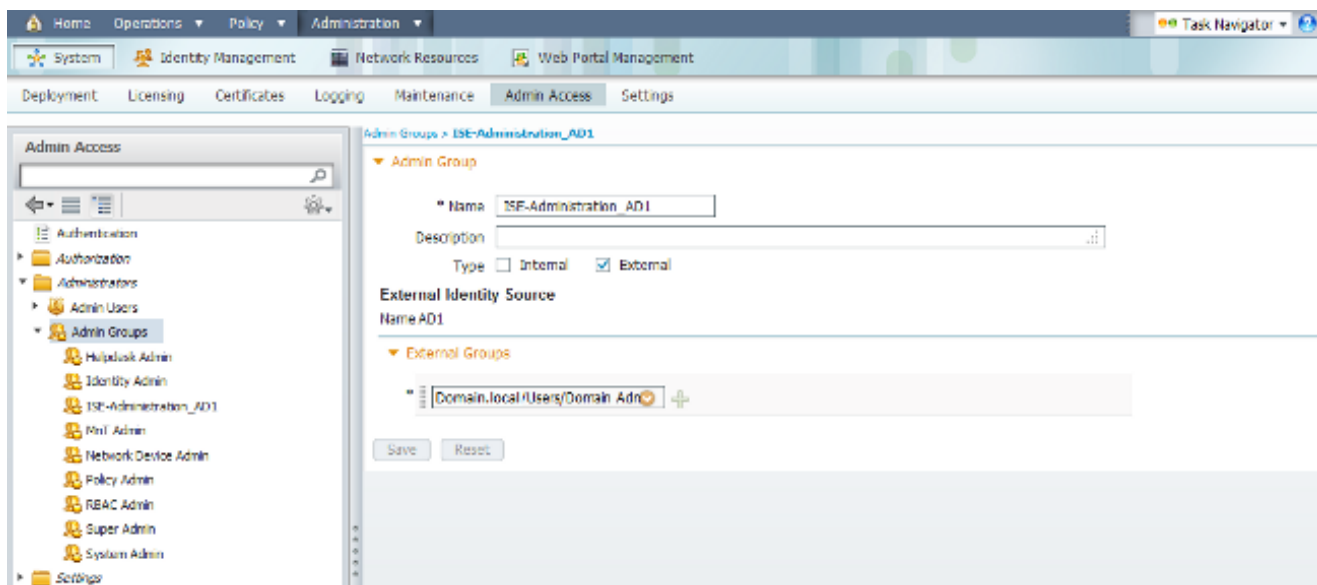 Home Operations ▼ Policy ▼ Administration ▼ Task Navigator ▼
System Identity Management Network Resources Web Portal Management
Deployment Licensing Certificates Logging Maintenance Admin Access Settings
Admin Access
Authentication
Authorization
Administrators
Admin Users
Admin Groups
Helpdesk Admin
Identity Admin
ISE-Administration_AD1
MnT Admin
Network Device Admin
Policy Admin
RBAC Admin
Super Admin
System Admin
Settings
Admin Groups > ISE-Administration_AD1
Admin Group
* Name ISE-Administration_AD1
Description
Type Internal External
External Identity Source
Name AD1
External Groups
* Domain.local/Users/Domain Adm
Save Reset